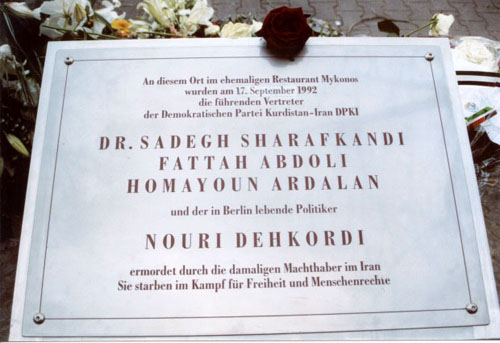 An diesem Ort im ehemaligen Restaurant Mykonos
wurden am 17. September 1992
die führenden Vertreter
der Demokratischen Partei Kurdistan-Iran DPKI
DR. SADEGH SHARAFKANDI
FATTAH ABDOLI
HOMAYOUN ARDALAN
und der in Berlin lebende Politiker
NOURI DEHKORDI
ermordet durch die damaligen Machthaber im Iran
Sie starben im Kampf für Freiheit und Menschenrechte